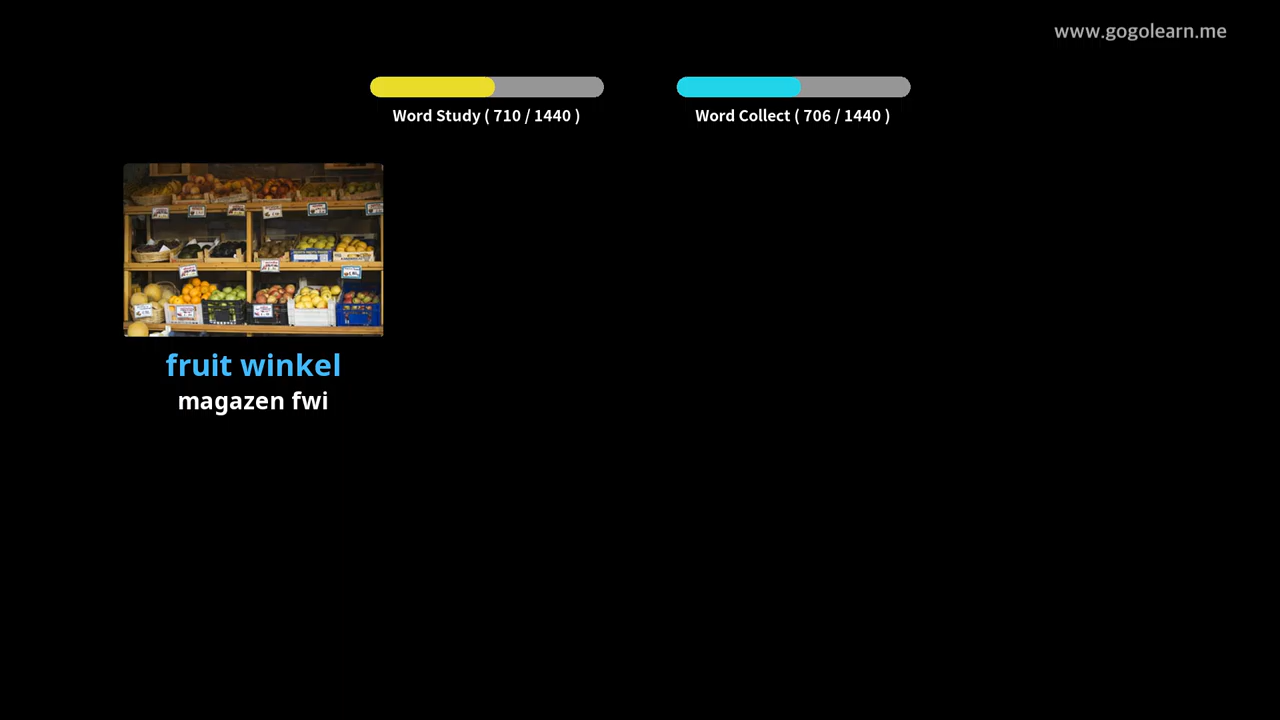 www.gogolearn.me
Word Study ( 710 / 1440 )
Word Collect ( 706 / 1440 )
fruit winkel
magazen fwi